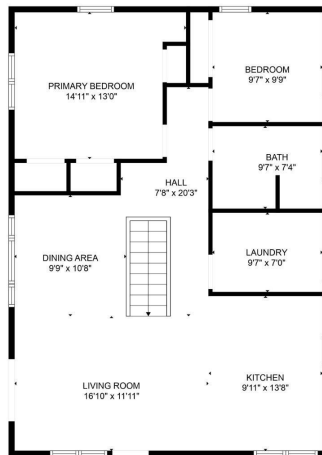 PRIMARY BEDROOM
14'11" x 13'0"
BEDROOM
9'7" x 9'9"
BATH
9'7" x 7'4"
HALL
7'8" x 20'3"
DINING AREA
9'9" x 10'8"
LAUNDRY
9'7" x 7'0"
LIVING ROOM
16'10" x 11'11"
KITCHEN
9'11" x 13'8"